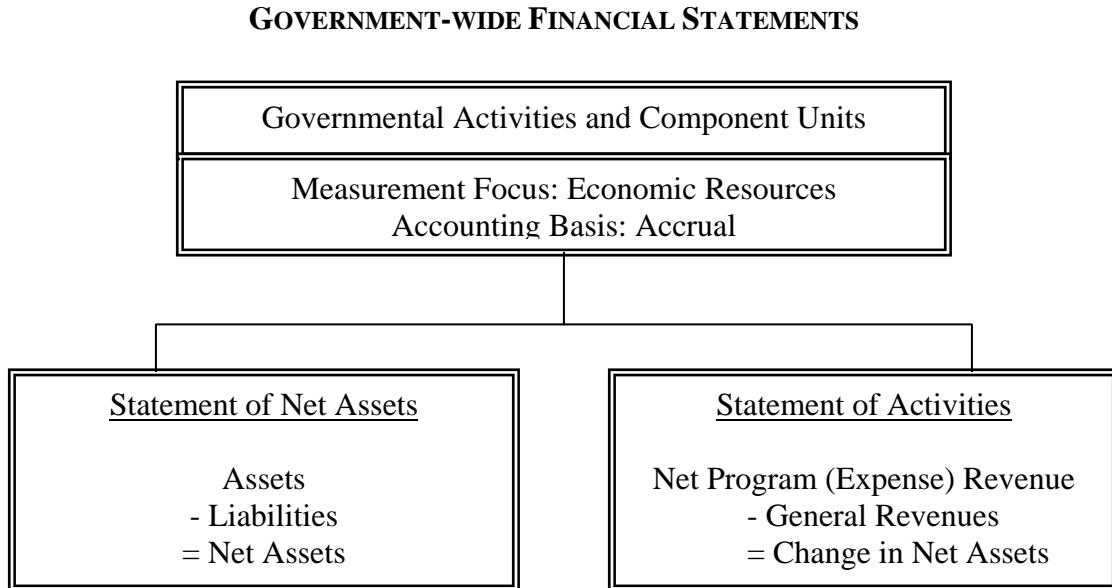 GOVERNMENT-WIDE FINANCIAL STATEMENTS
Governmental Activities and Component Units
Measurement Focus: Economic Resources
Accounting Basis: Accrual
Statement of Net Assets
Assets
- Liabilities
= Net Assets
Statement of Activities
Net Program (Expense) Revenue
- General Revenues
= Change in Net Assets